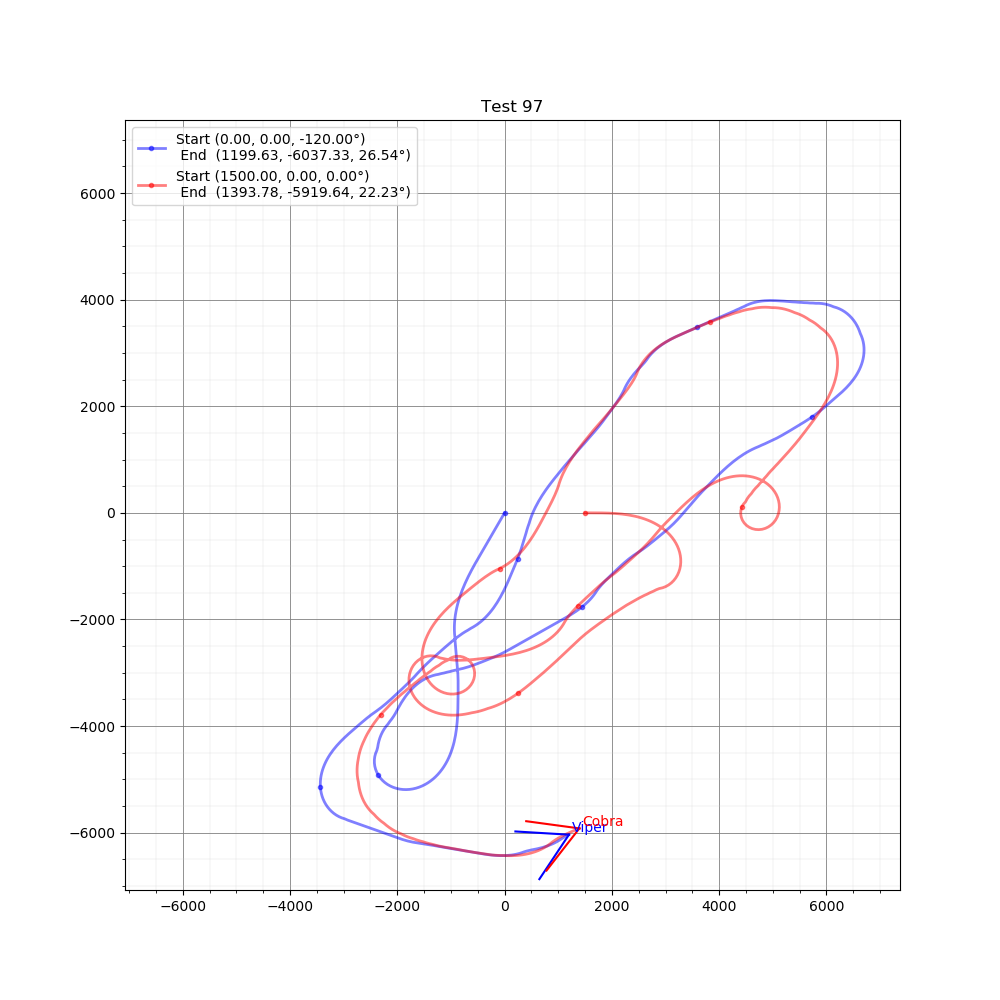 Test 97
Start (0.00, 0.00, -120.00°)
End  (1199.63, -6037.33, 26.54°)
Start (1500.00, 0.00, 0.00°)
End  (1393.78, -5919.64, 22.23°)
6000
4000
2000
0
−2000
−4000
−6000
Cobra
Viper
−6000 −4000 −2000 0 2000 4000 6000